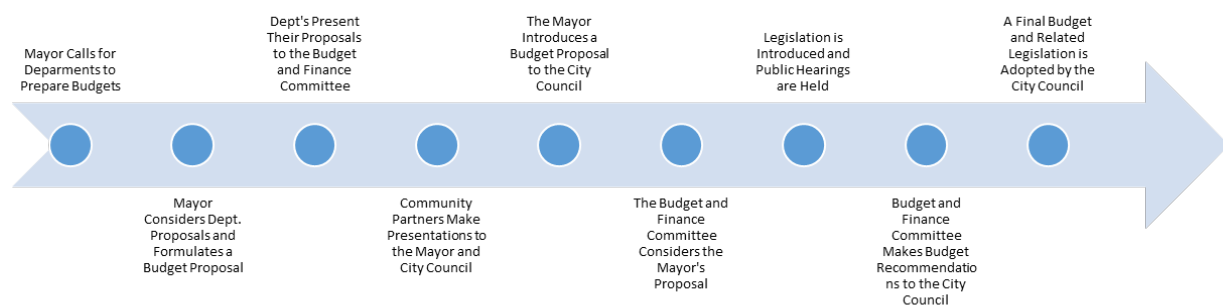 Mayor Calls for
Deparments to
Prepare Budgets
Mayor
Considers Dept.
Proposals and
Formulates a
Budget Proposal
Dept's Present
Their Proposals
to the Budget
and Finance
Committee
Community
Partners Make
Presentations to
the Mayor and
City Council
The Mayor
Introduces a
Budget Proposal
to the City
Council
The Budget and
Finance
Committee
Considers the
Mayor's
Proposal
Legislation is
Introduced and
Public Hearings
are Held
Budget and
Finance
Committee
Makes Budget
Recommendatio
ns to the City
Council
A Final Budget
and Related
Legislation is
Adopted by the
City Council